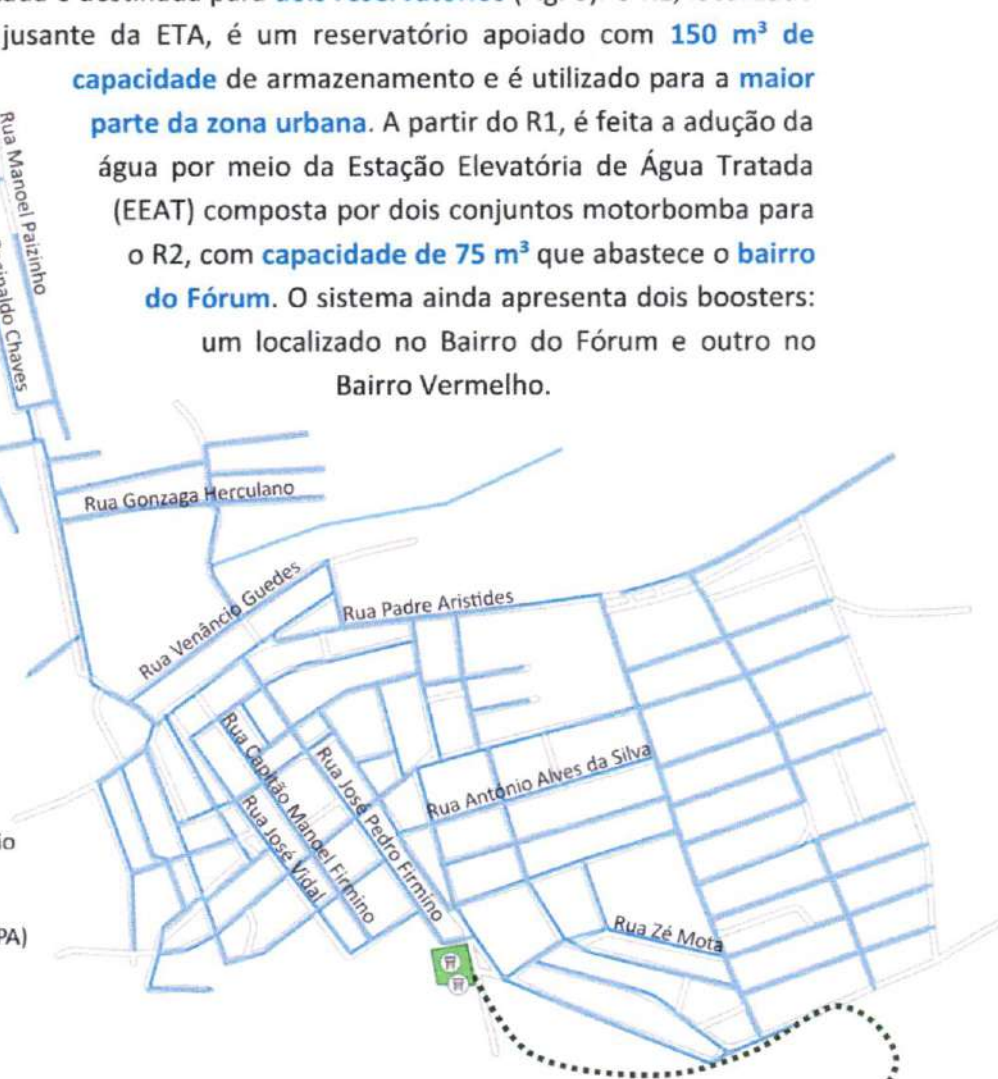 jusante da ETA, é um reservatório apoiado com 150 m³ de
capacidade de armazenamento e é utilizado para a maior
parte da zona urbana. A partir do R1, é feita a adução da
água por meio da Estação Elevatória de Água Tratada
(EEAT) composta por dois conjuntos motorbomba para
o R2, com capacidade de 75 m³ que abastece o bairro
do Fórum. O sistema ainda apresenta dois boosters:
um localizado no Bairro do Fórum e outro no
Bairro Vermelho.
Rua Manoel Paizinho
Chaves
Rua Gonzaga Herculano
Rua Venâncio Guedes
Rua Padre Aristides
Rua Capitão Manoel Firmino
Rua José Pedro Firmino
Rua Antônio Alves da Silva
Rua José Vidal
Rua Zé Mota